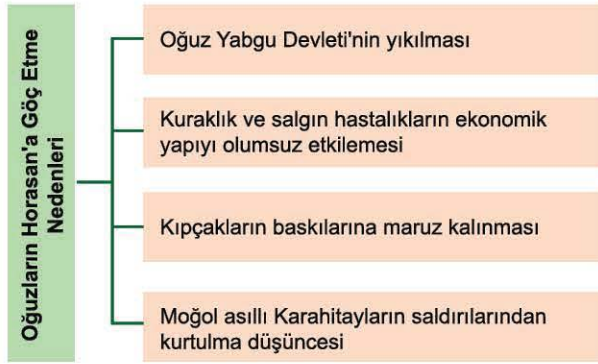 Oğuzların Horasan'a Göç Etme
Nedenleri
Oğuz Yabgu Devleti'nin yıkılması
Kuraklık ve salgın hastalıkların ekonomik
yapıyı olumsuz etkilemesi
Kıpçakların baskılarına maruz kalınması
Moğol asıllı Karahitayların saldırılarından
kurtulma düşüncesi